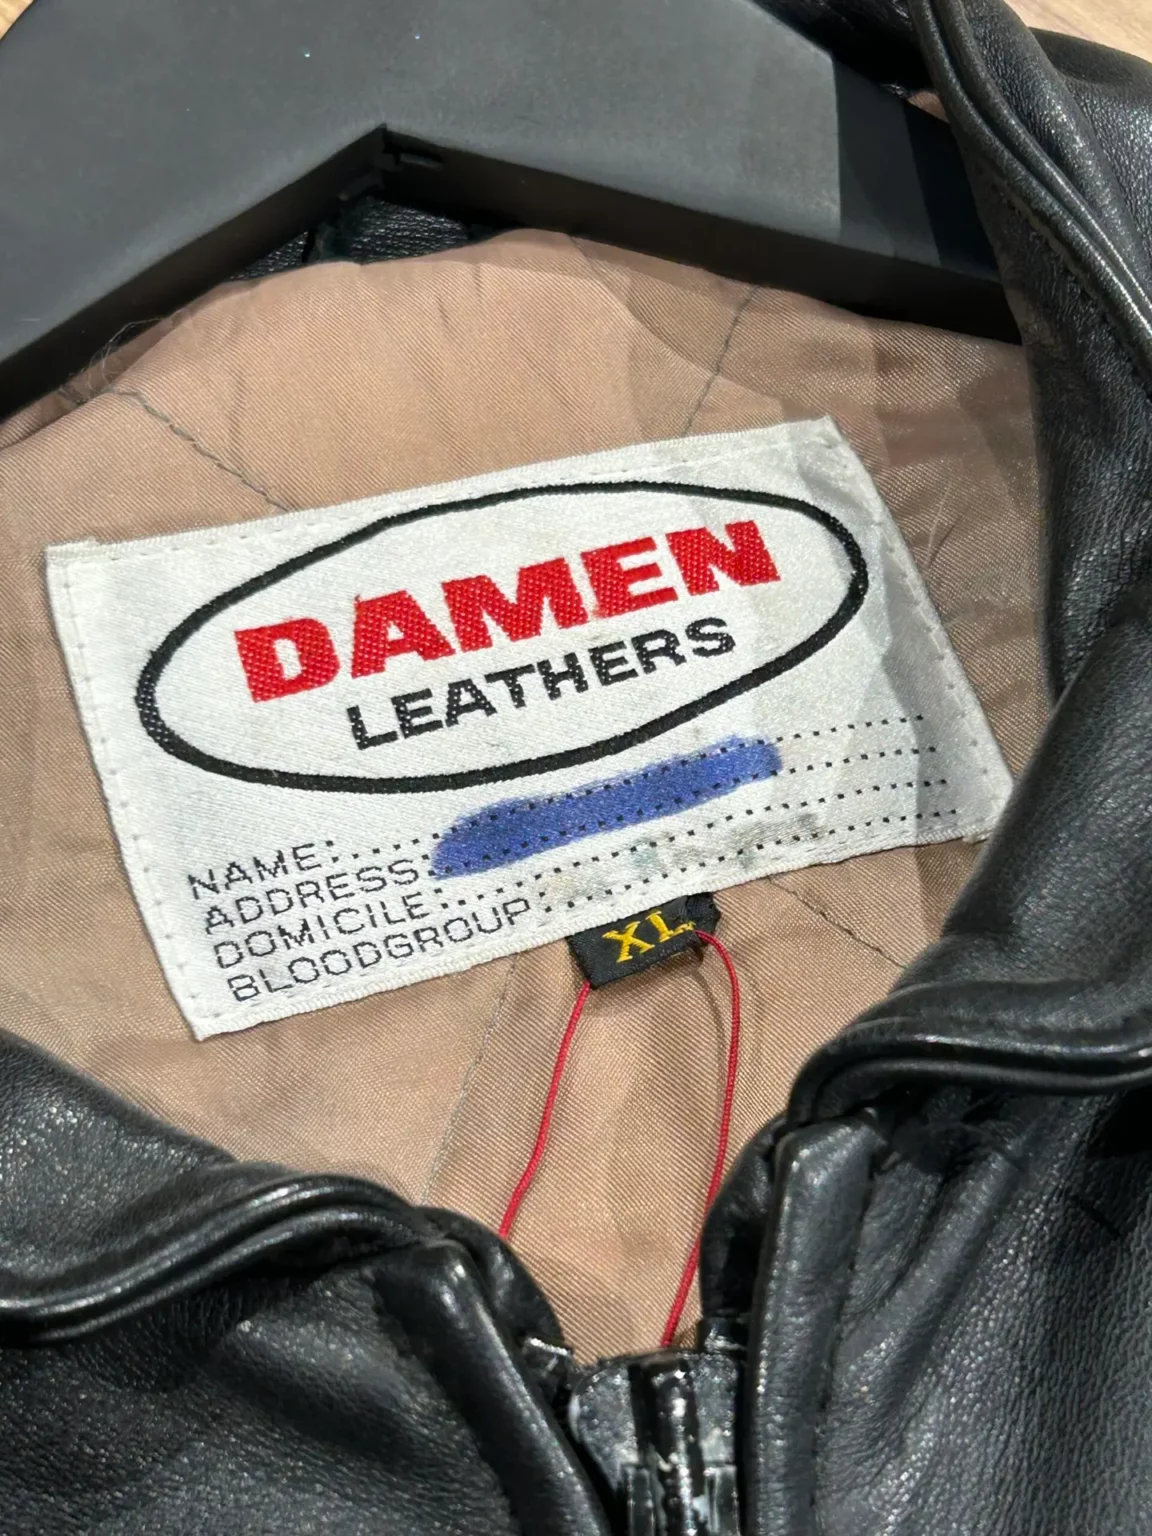 DAMEN
LEATHERS
NAME:
ADDRESS:
DOMICILE:
BLOODGROUP:
XL